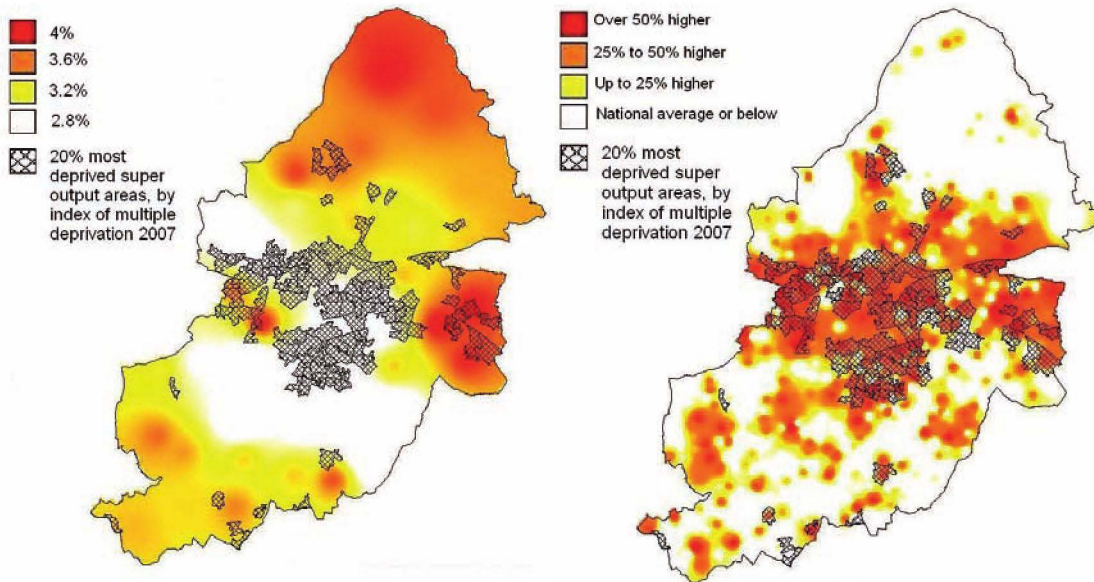 4%
3.6%
3.2%
2.8%
20% most
deprived super
output areas, by
index of multiple
deprivation 2007
Over 50% higher
25% to 50% higher
Up to 25% higher
National average or below
20% most
deprived super
output areas, by
index of multiple
deprivation 2007